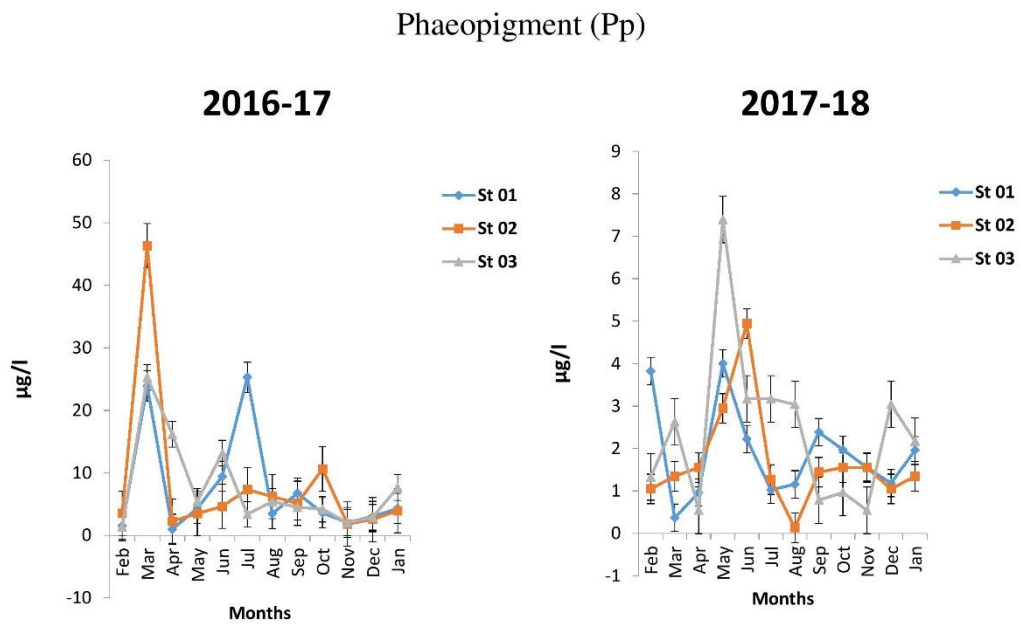 Phaeopigment (Pp)
2016-17
60
50
40
30
20
10
0
-10
µg/l
Feb
Mar
Apr
May
Jun
Jul
Aug
Sep
Oct
Nov
Dec
Jan
Months
St 01
St 02
St 03
2017-18
9
8
7
6
5
4
3
2
1
0
-1
µg/l
Feb
Mar
Apr
May
Jun
Jul
Aug
Sep
Oct
Nov
Dec
Jan
Months
St 01
St 02
St 03